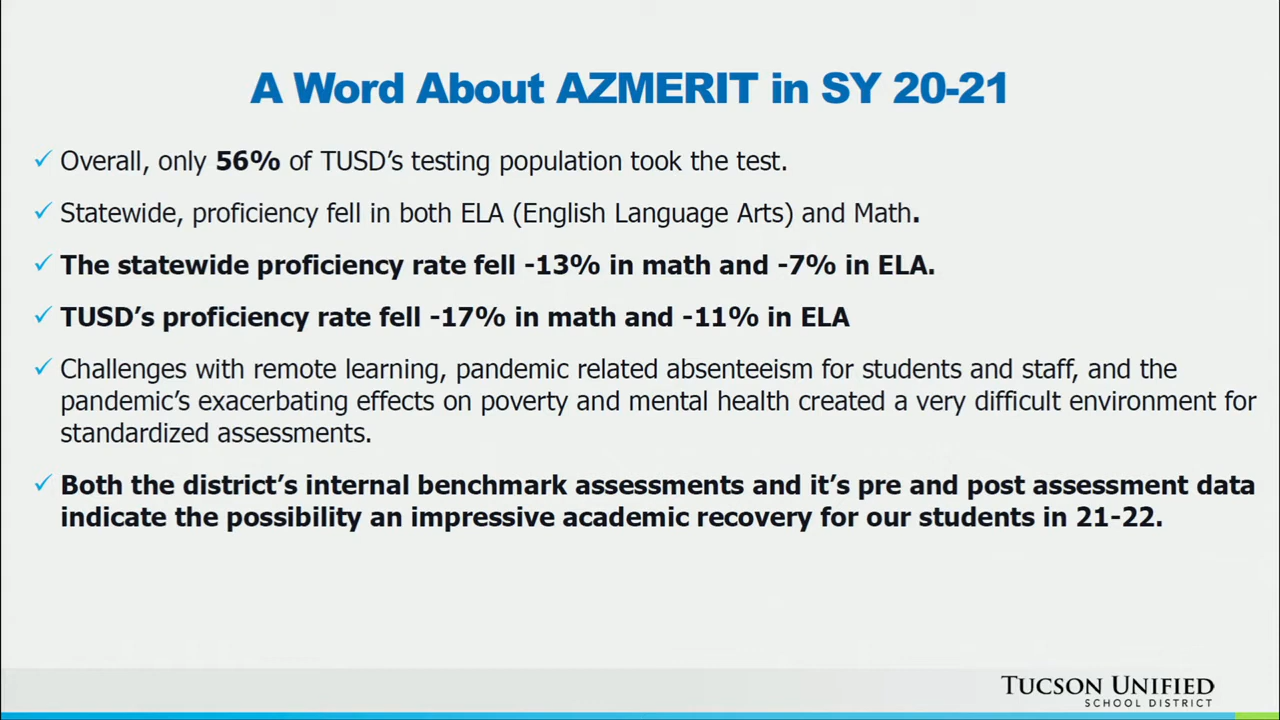 A Word About AZMERIT in SY 20-21
✓ Overall, only 56% of TUSD's testing population took the test.
✓ Statewide, proficiency fell in both ELA (English Language Arts) and Math.
✓ The statewide proficiency rate fell -13% in math and -7% in ELA.
✓ TUSD's proficiency rate fell -17% in math and -11% in ELA
✓ Challenges with remote learning, pandemic related absenteeism for students and staff, and the
pandemic's exacerbating effects on poverty and mental health created a very difficult environment for
standardized assessments.
✓ Both the district's internal benchmark assessments and it's pre and post assessment data
indicate the possibility an impressive academic recovery for our students in 21-22.
TUCSON UNIFIED
SCHOOL DISTRICT